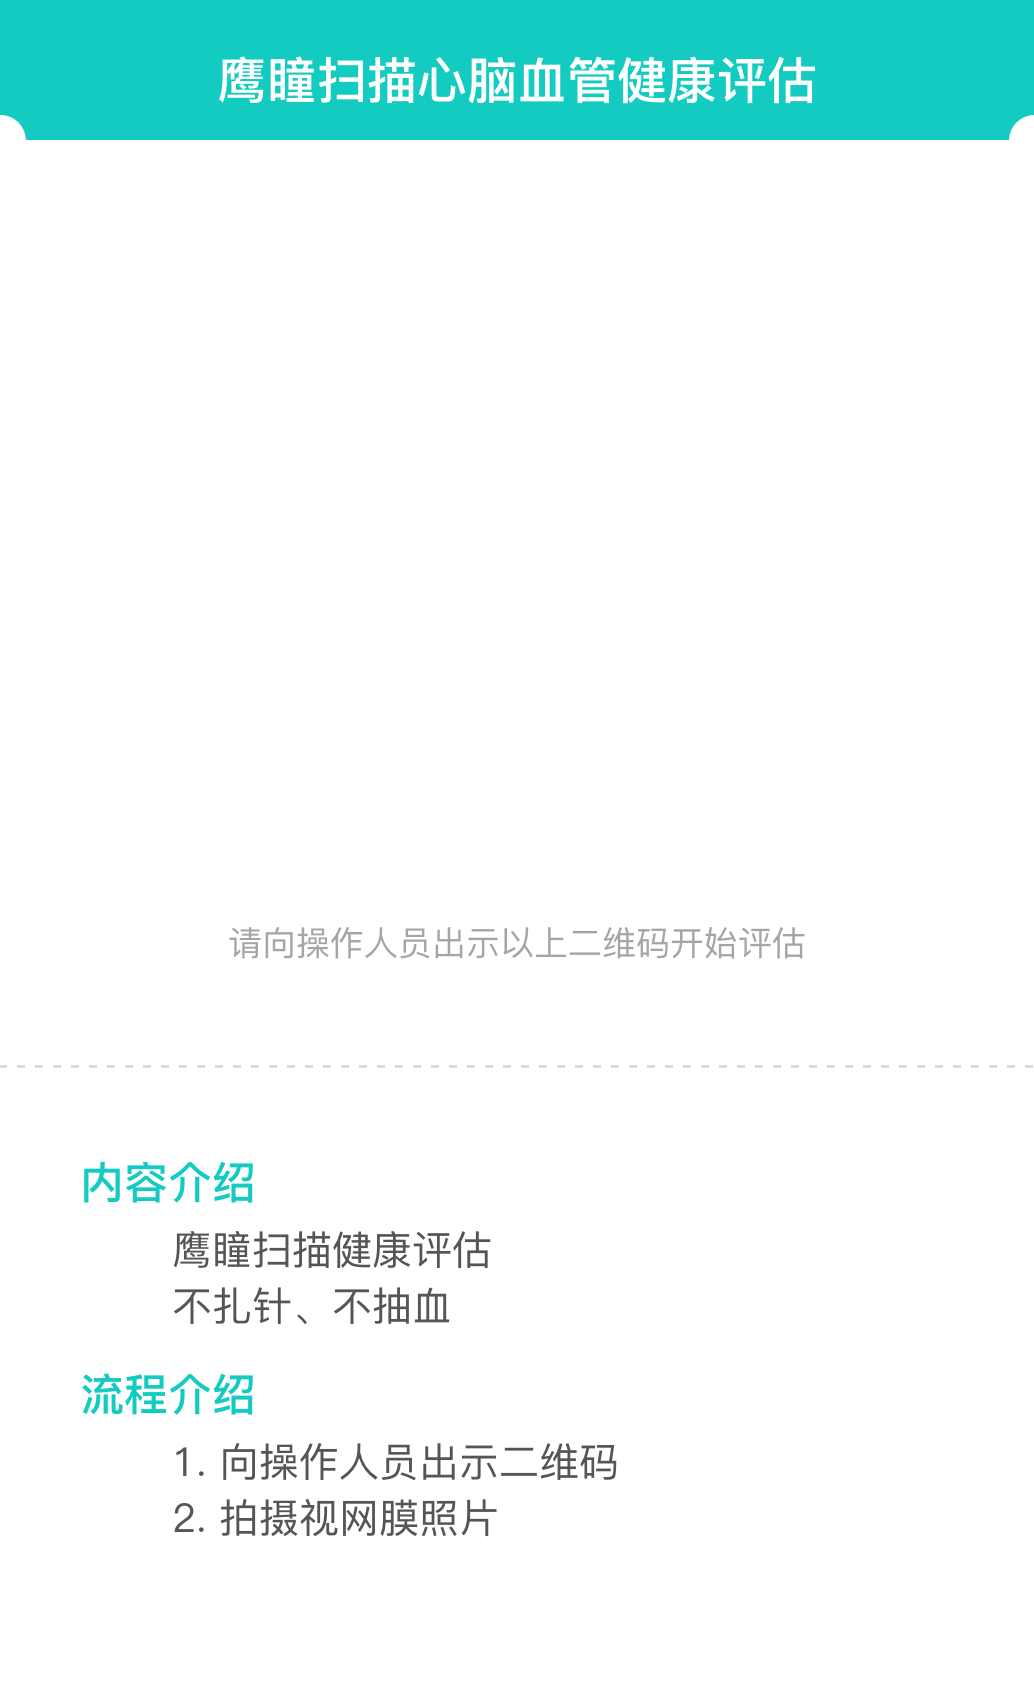 鹰瞳扫描心脑血管健康评估
请向操作人员出示以上二维码开始评估
内容介绍
鹰瞳扫描健康评估
不扎针、不抽血
流程介绍
1. 向操作人员出示二维码
2. 拍摄视网膜照片